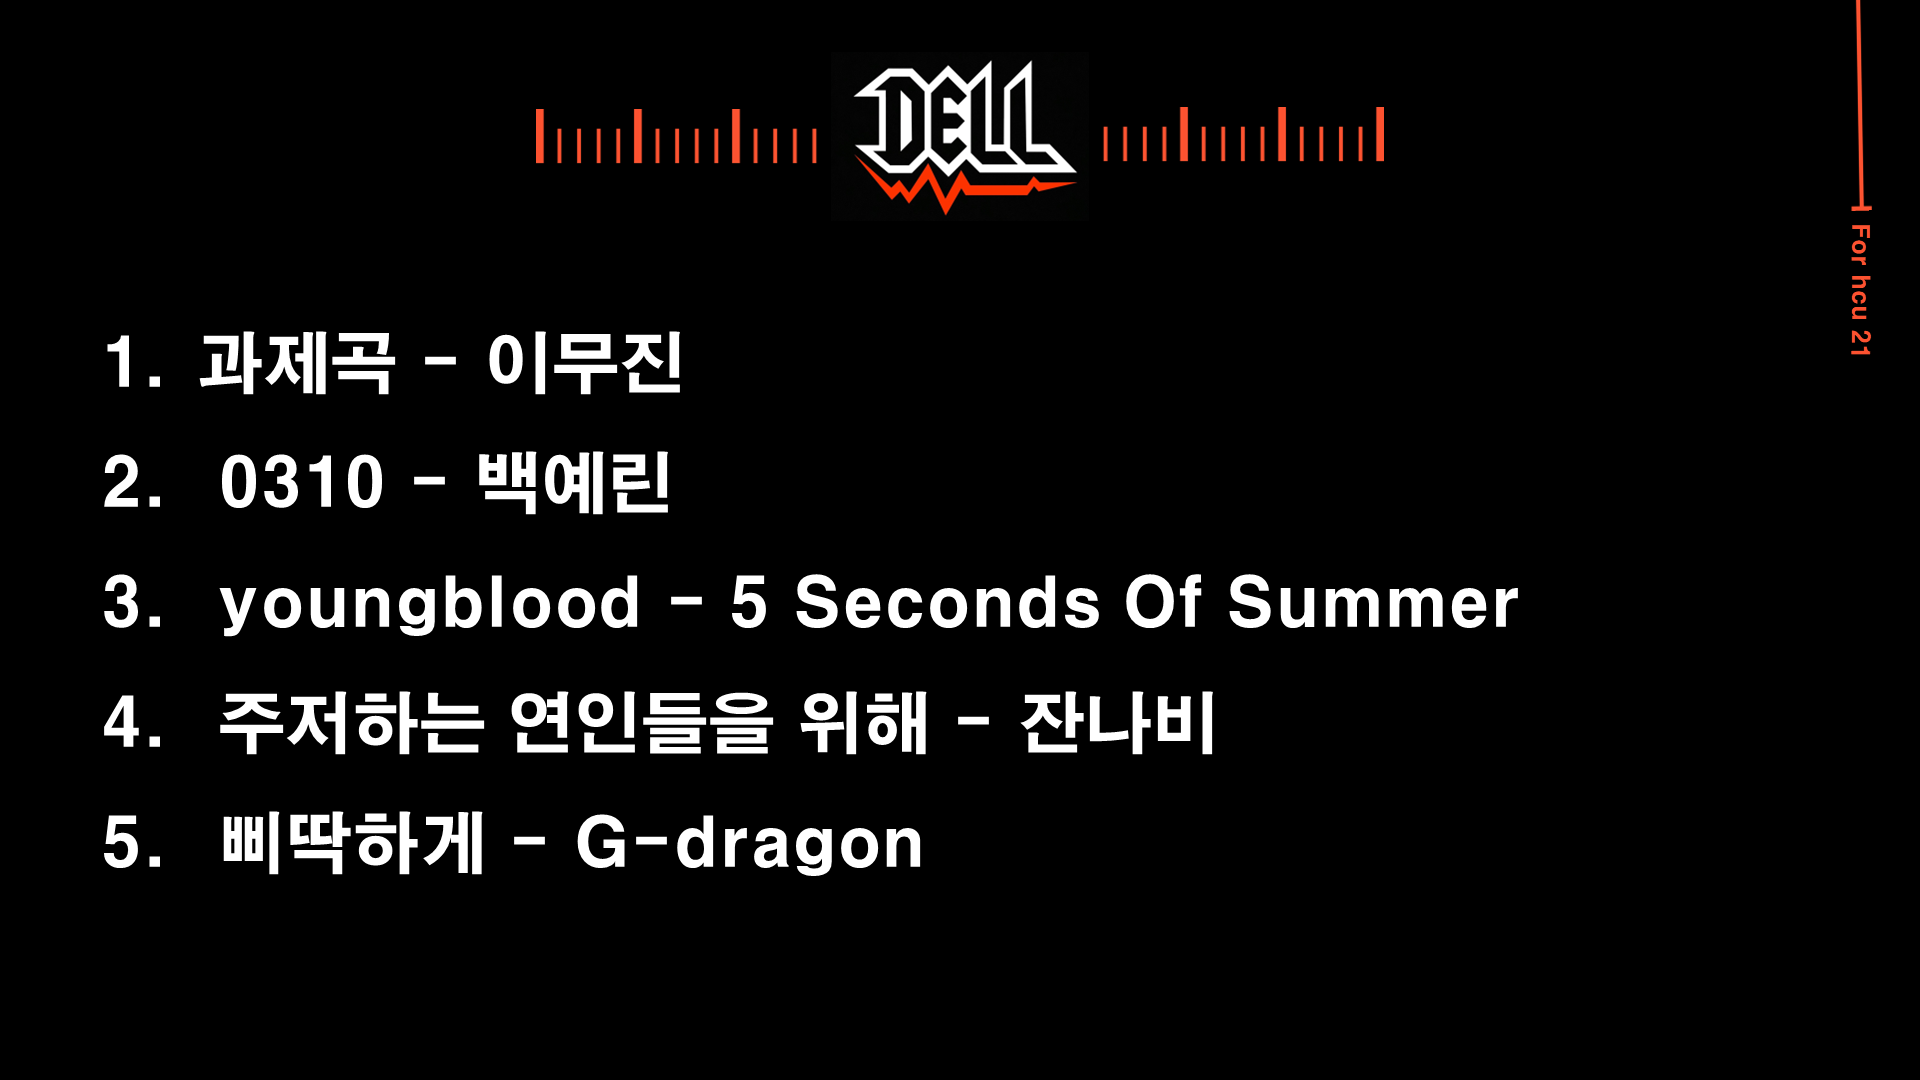 DELL
For hcu 21
1. 과제곡 - 이무진
2. 0310 - 백예린
3. youngblood - 5 Seconds Of Summer
4. 주저하는 연인들을 위해 - 잔나비
5. 삐딱하게 - G-dragon